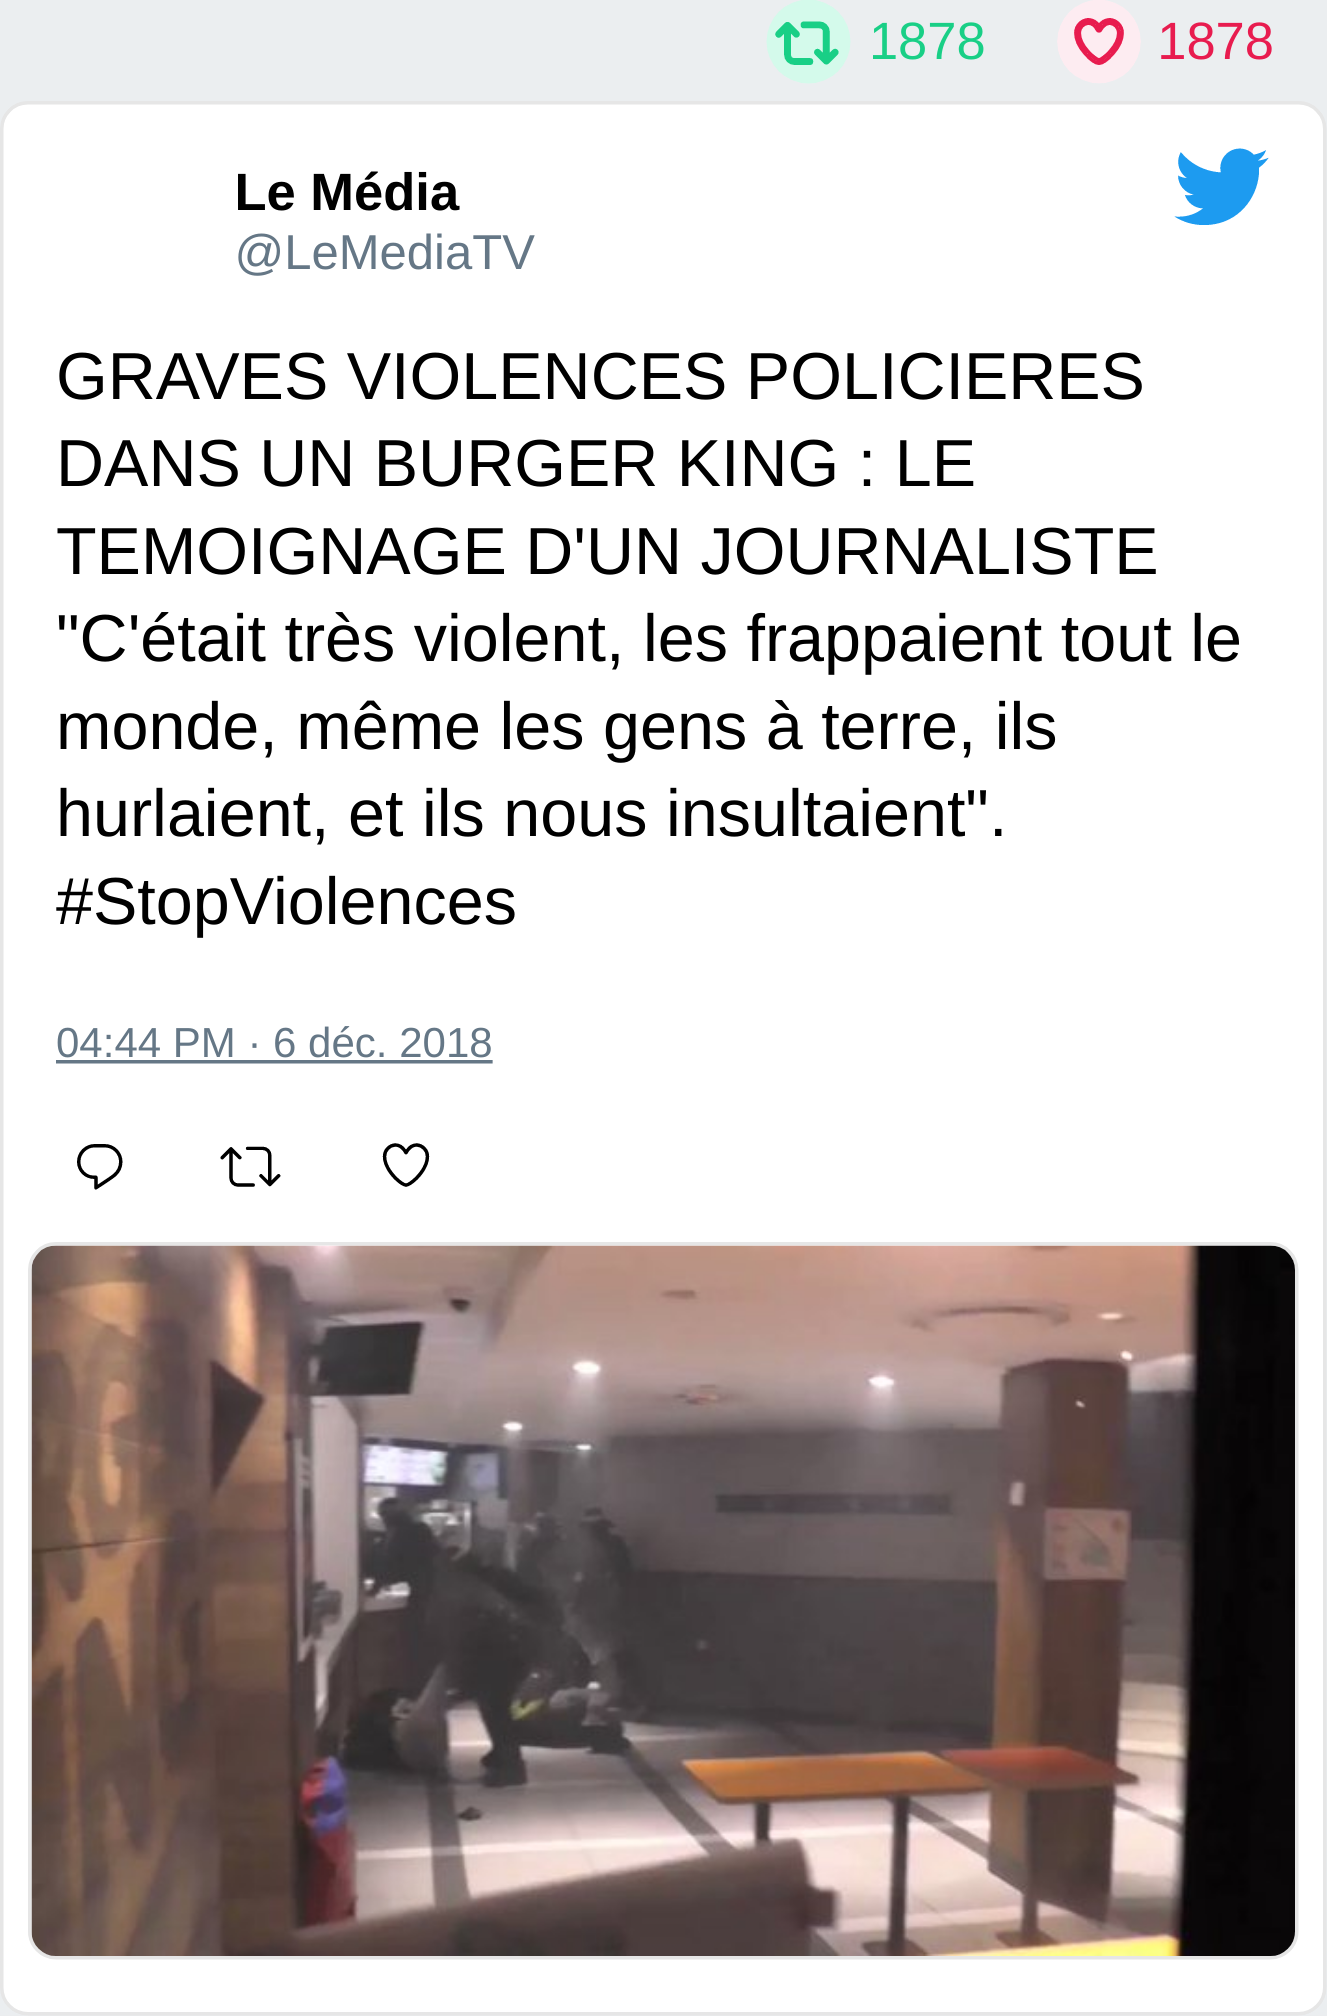 1878 1878
Le Média
@LeMediaTV
GRAVES VIOLENCES POLICIERES
DANS UN BURGER KING : LE
TEMOIGNAGE D'UN JOURNALISTE
"C'était très violent, les frappaient tout le
monde, même les gens à terre, ils
hurlaient, et ils nous insultaient".
#StopViolences
04:44 PM · 6 déc. 2018